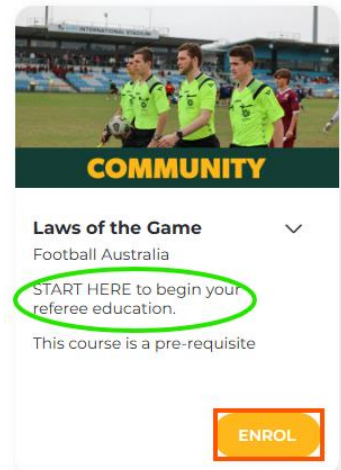 INTERNATIONAL STADIUM
COMMUNITY
Laws of the Game
Football Australia
START HERE to begin your
referee education.
This course is a pre-requisite
ENROL